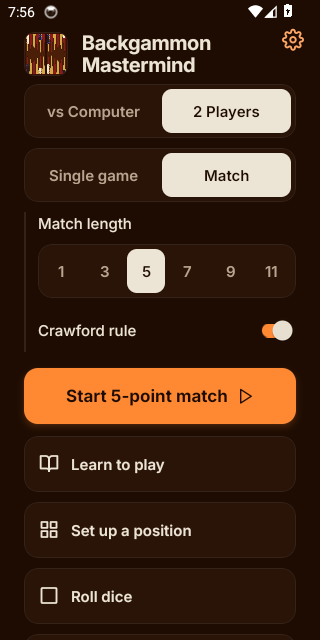 7:56
Backgammon
Mastermind
vs Computer
2 Players
Single game
Match
Match length
1 3 5 7 9 11
Crawford rule
Start 5-point match
Learn to play
Set up a position
Roll dice